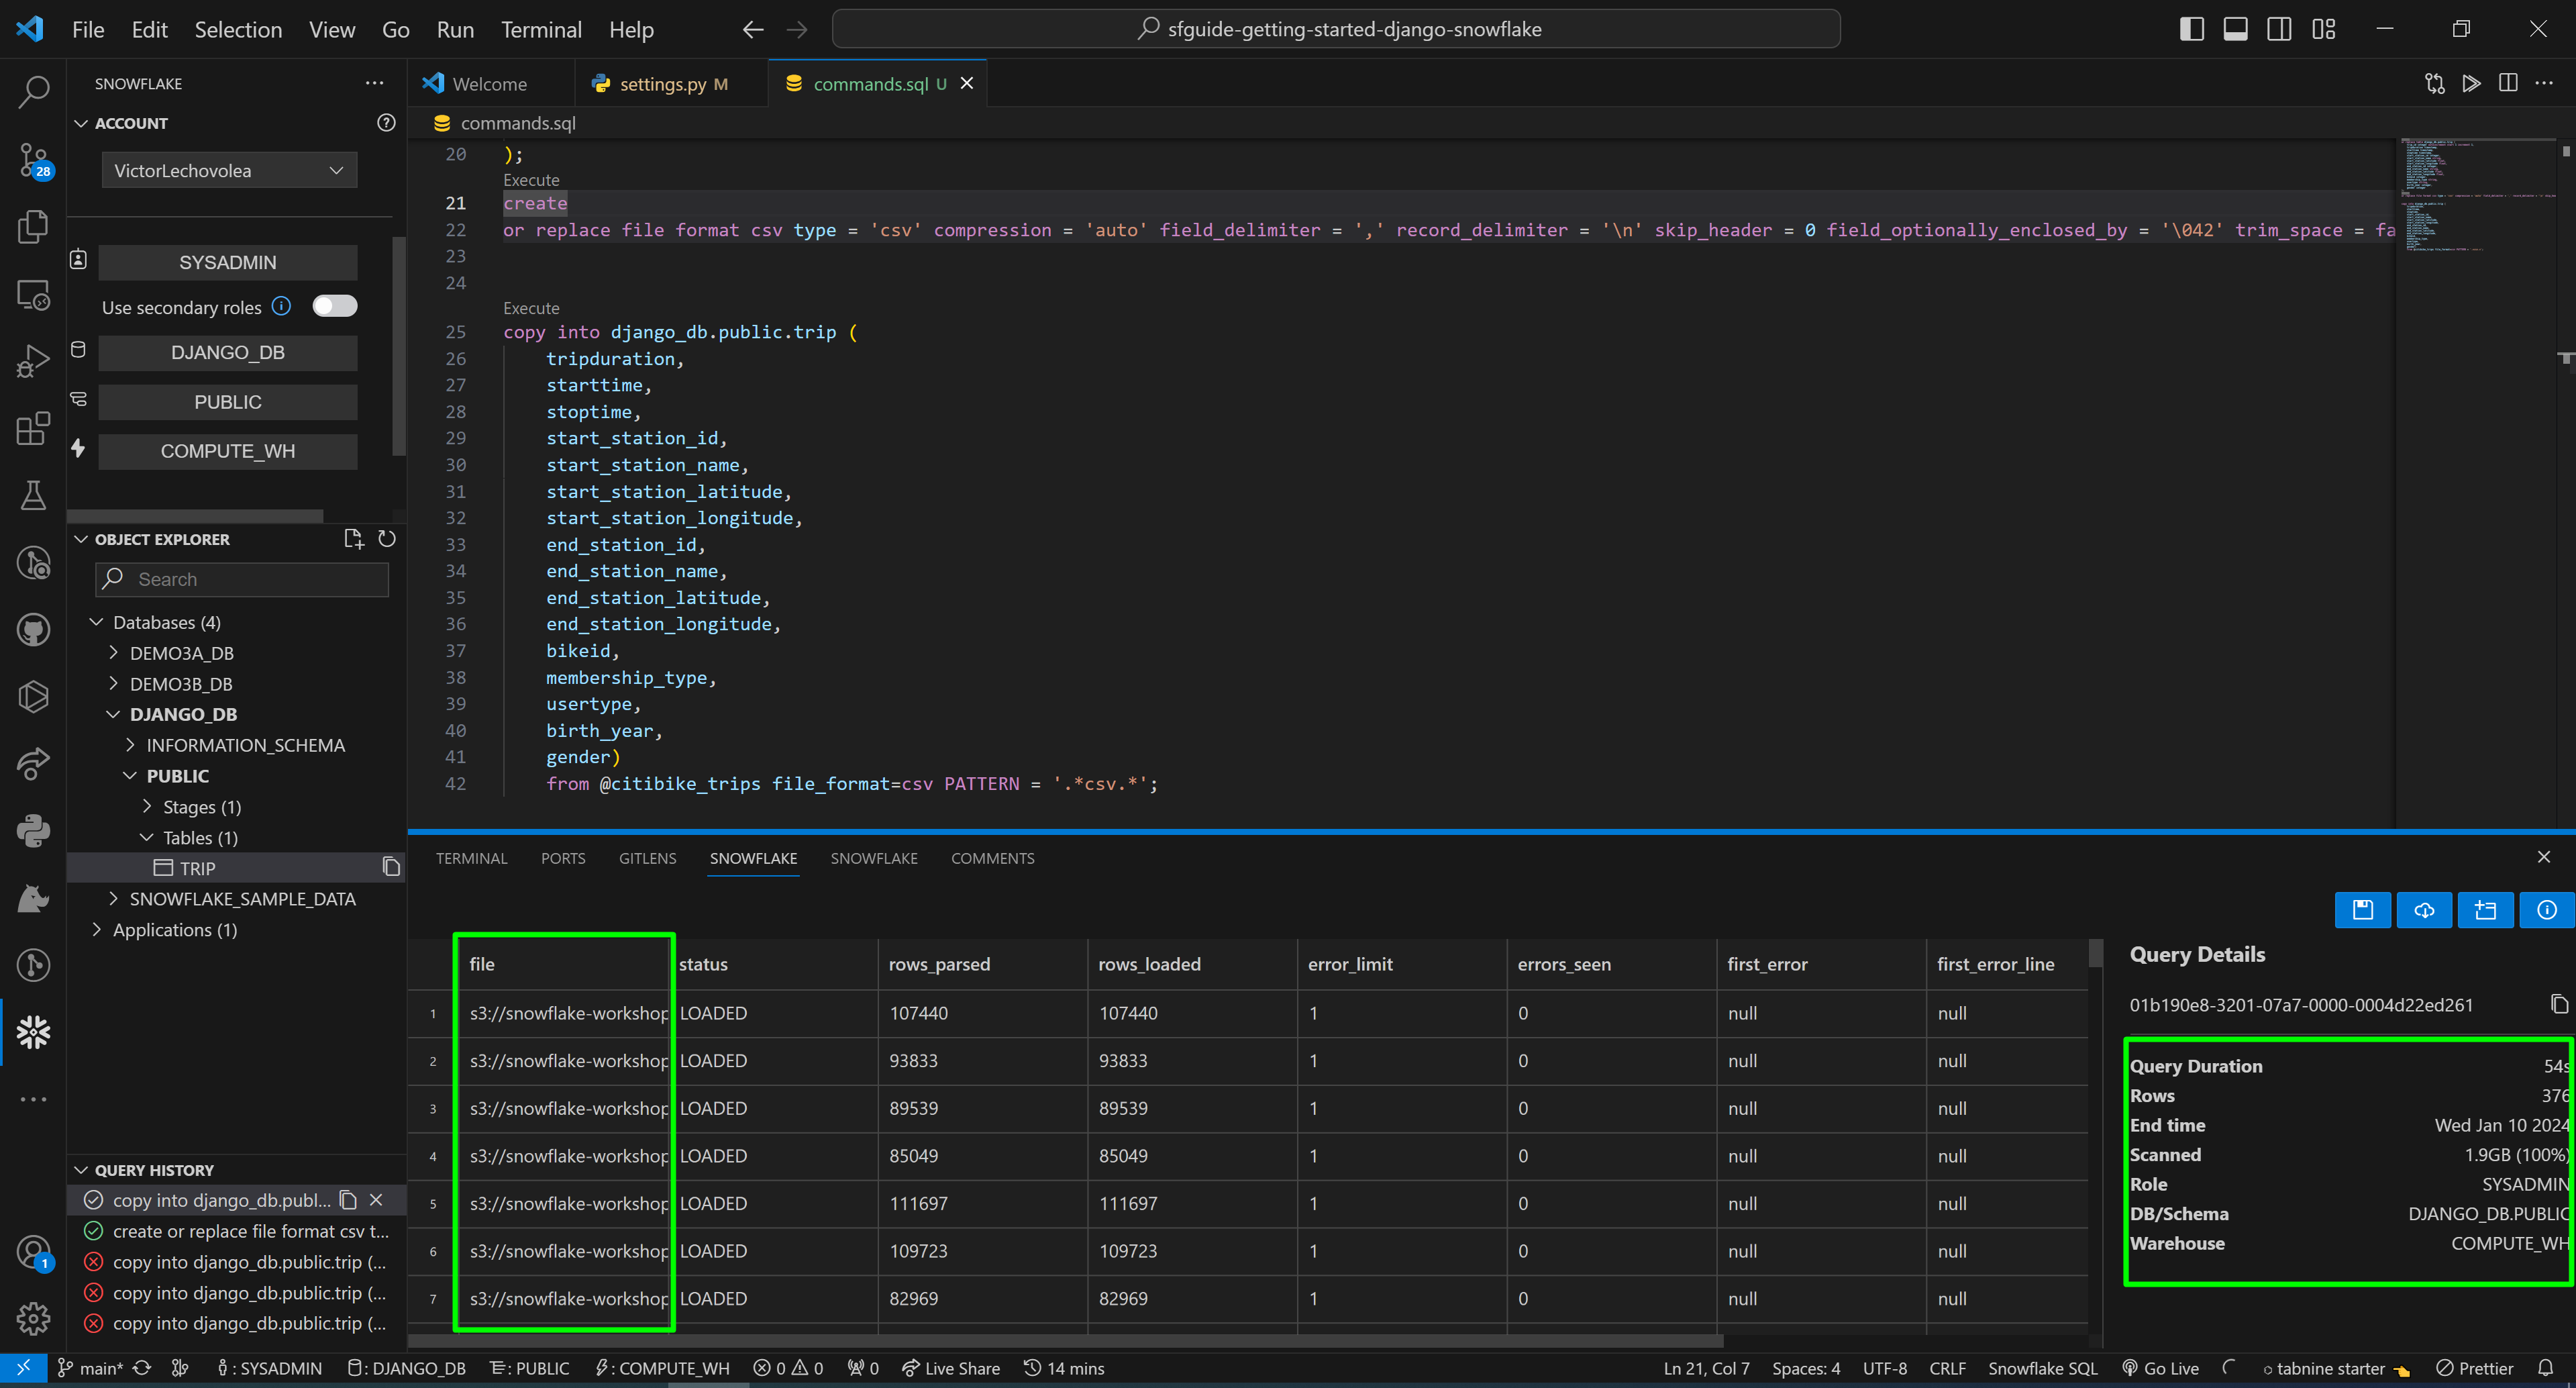 File Edit Selection View Go Run Terminal Help
sfguide-getting-started-django-snowflake
SNOWFLAKE
ACCOUNT
VictorLechovolea
SYSADMIN
Use secondary roles
DJANGO_DB
PUBLIC
COMPUTE_WH
OBJECT EXPLORER
Search
Databases (4)
DEMO3A_DB
DEMO3B_DB
DJANGO_DB
INFORMATION_SCHEMA
PUBLIC
Stages (1)
Tables (1)
TRIP
SNOWFLAKE_SAMPLE_DATA
Applications (1)
QUERY HISTORY
copy into django_db.publ...
create or replace file format csv t...
copy into django_db.public.trip (...
copy into django_db.public.trip (...
copy into django_db.public.trip (...
28
1
Welcome
settings.py M
commands.sql U
commands.sql
20 );
Execute
21 create
22 or replace file format csv type = 'csv' compression = 'auto' field_delimiter = ',' record_delimiter = '\n' skip_header = 0 field_optionally_enclosed_by = '\042' trim_space = fa
23
24
Execute
25 copy into django_db.public.trip (
26 tripduration,
27 starttime,
28 stoptime,
29 start_station_id,
30 start_station_name,
31 start_station_latitude,
32 start_station_longitude,
33 end_station_id,
34 end_station_name,
35 end_station_latitude,
36 end_station_longitude,
37 bikeid,
38 membership_type,
39 usertype,
40 birth_year,
41 gender)
42 from @citibike_trips file_format=csv PATTERN = '.*csv.*';
TERMINAL PORTS GITLENS SNOWFLAKE SNOWFLAKE COMMENTS
file status rows_parsed rows_loaded error_limit errors_seen first_error first_error_line
1 s3://snowflake-workshop LOADED 107440 107440 1 0 null null
2 s3://snowflake-workshop LOADED 93833 93833 1 0 null null
3 s3://snowflake-workshop LOADED 89539 89539 1 0 null null
4 s3://snowflake-workshop LOADED 85049 85049 1 0 null null
5 s3://snowflake-workshop LOADED 111697 111697 1 0 null null
6 s3://snowflake-workshop LOADED 109723 109723 1 0 null null
7 s3://snowflake-workshop LOADED 82969 82969 1 0 null null
Query Details
01b190e8-3201-07a7-0000-0004d22ed261
Query Duration 54s
Rows 376
End time Wed Jan 10 2024
Scanned 1.9GB (100%)
Role SYSADMIN
DB/Schema DJANGO_DB.PUBLIC
Warehouse COMPUTE_WH
main* : SYSADMIN : DJANGO_DB : PUBLIC : COMPUTE_WH 0 0 0 Live Share 14 mins Ln 21, Col 7 Spaces: 4 UTF-8 CRLF Snowflake SQL Go Live tabnine starter Prettier